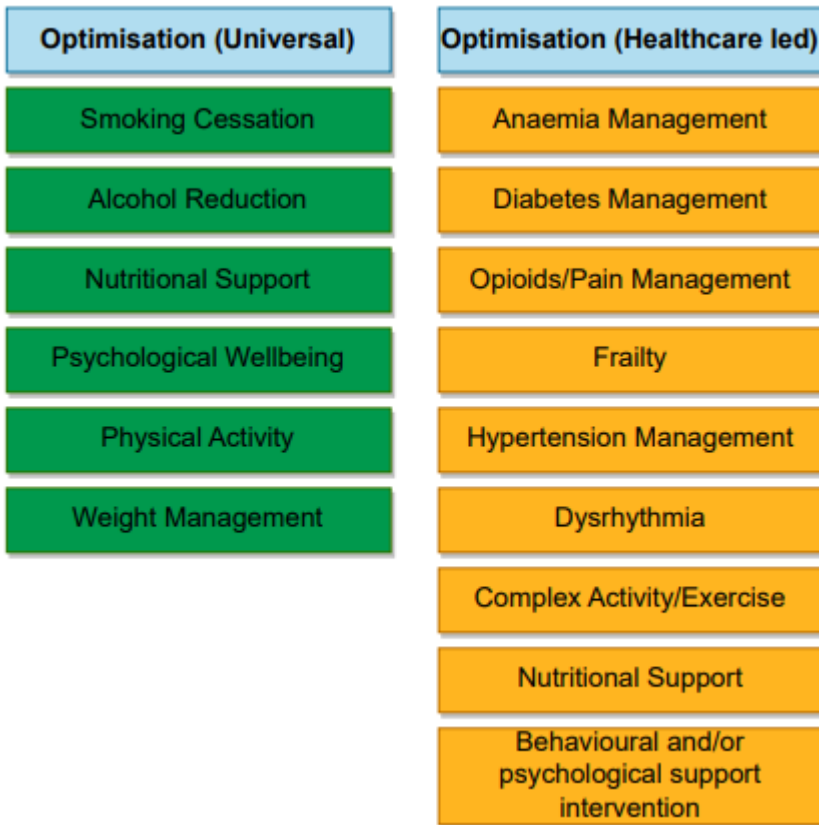 Optimisation (Universal)
Smoking Cessation
Alcohol Reduction
Nutritional Support
Psychological Wellbeing
Physical Activity
Weight Management
Optimisation (Healthcare led)
Anaemia Management
Diabetes Management
Opioids/Pain Management
Frailty
Hypertension Management
Dysrhythmia
Complex Activity/Exercise
Nutritional Support
Behavioural and/or
psychological support
intervention